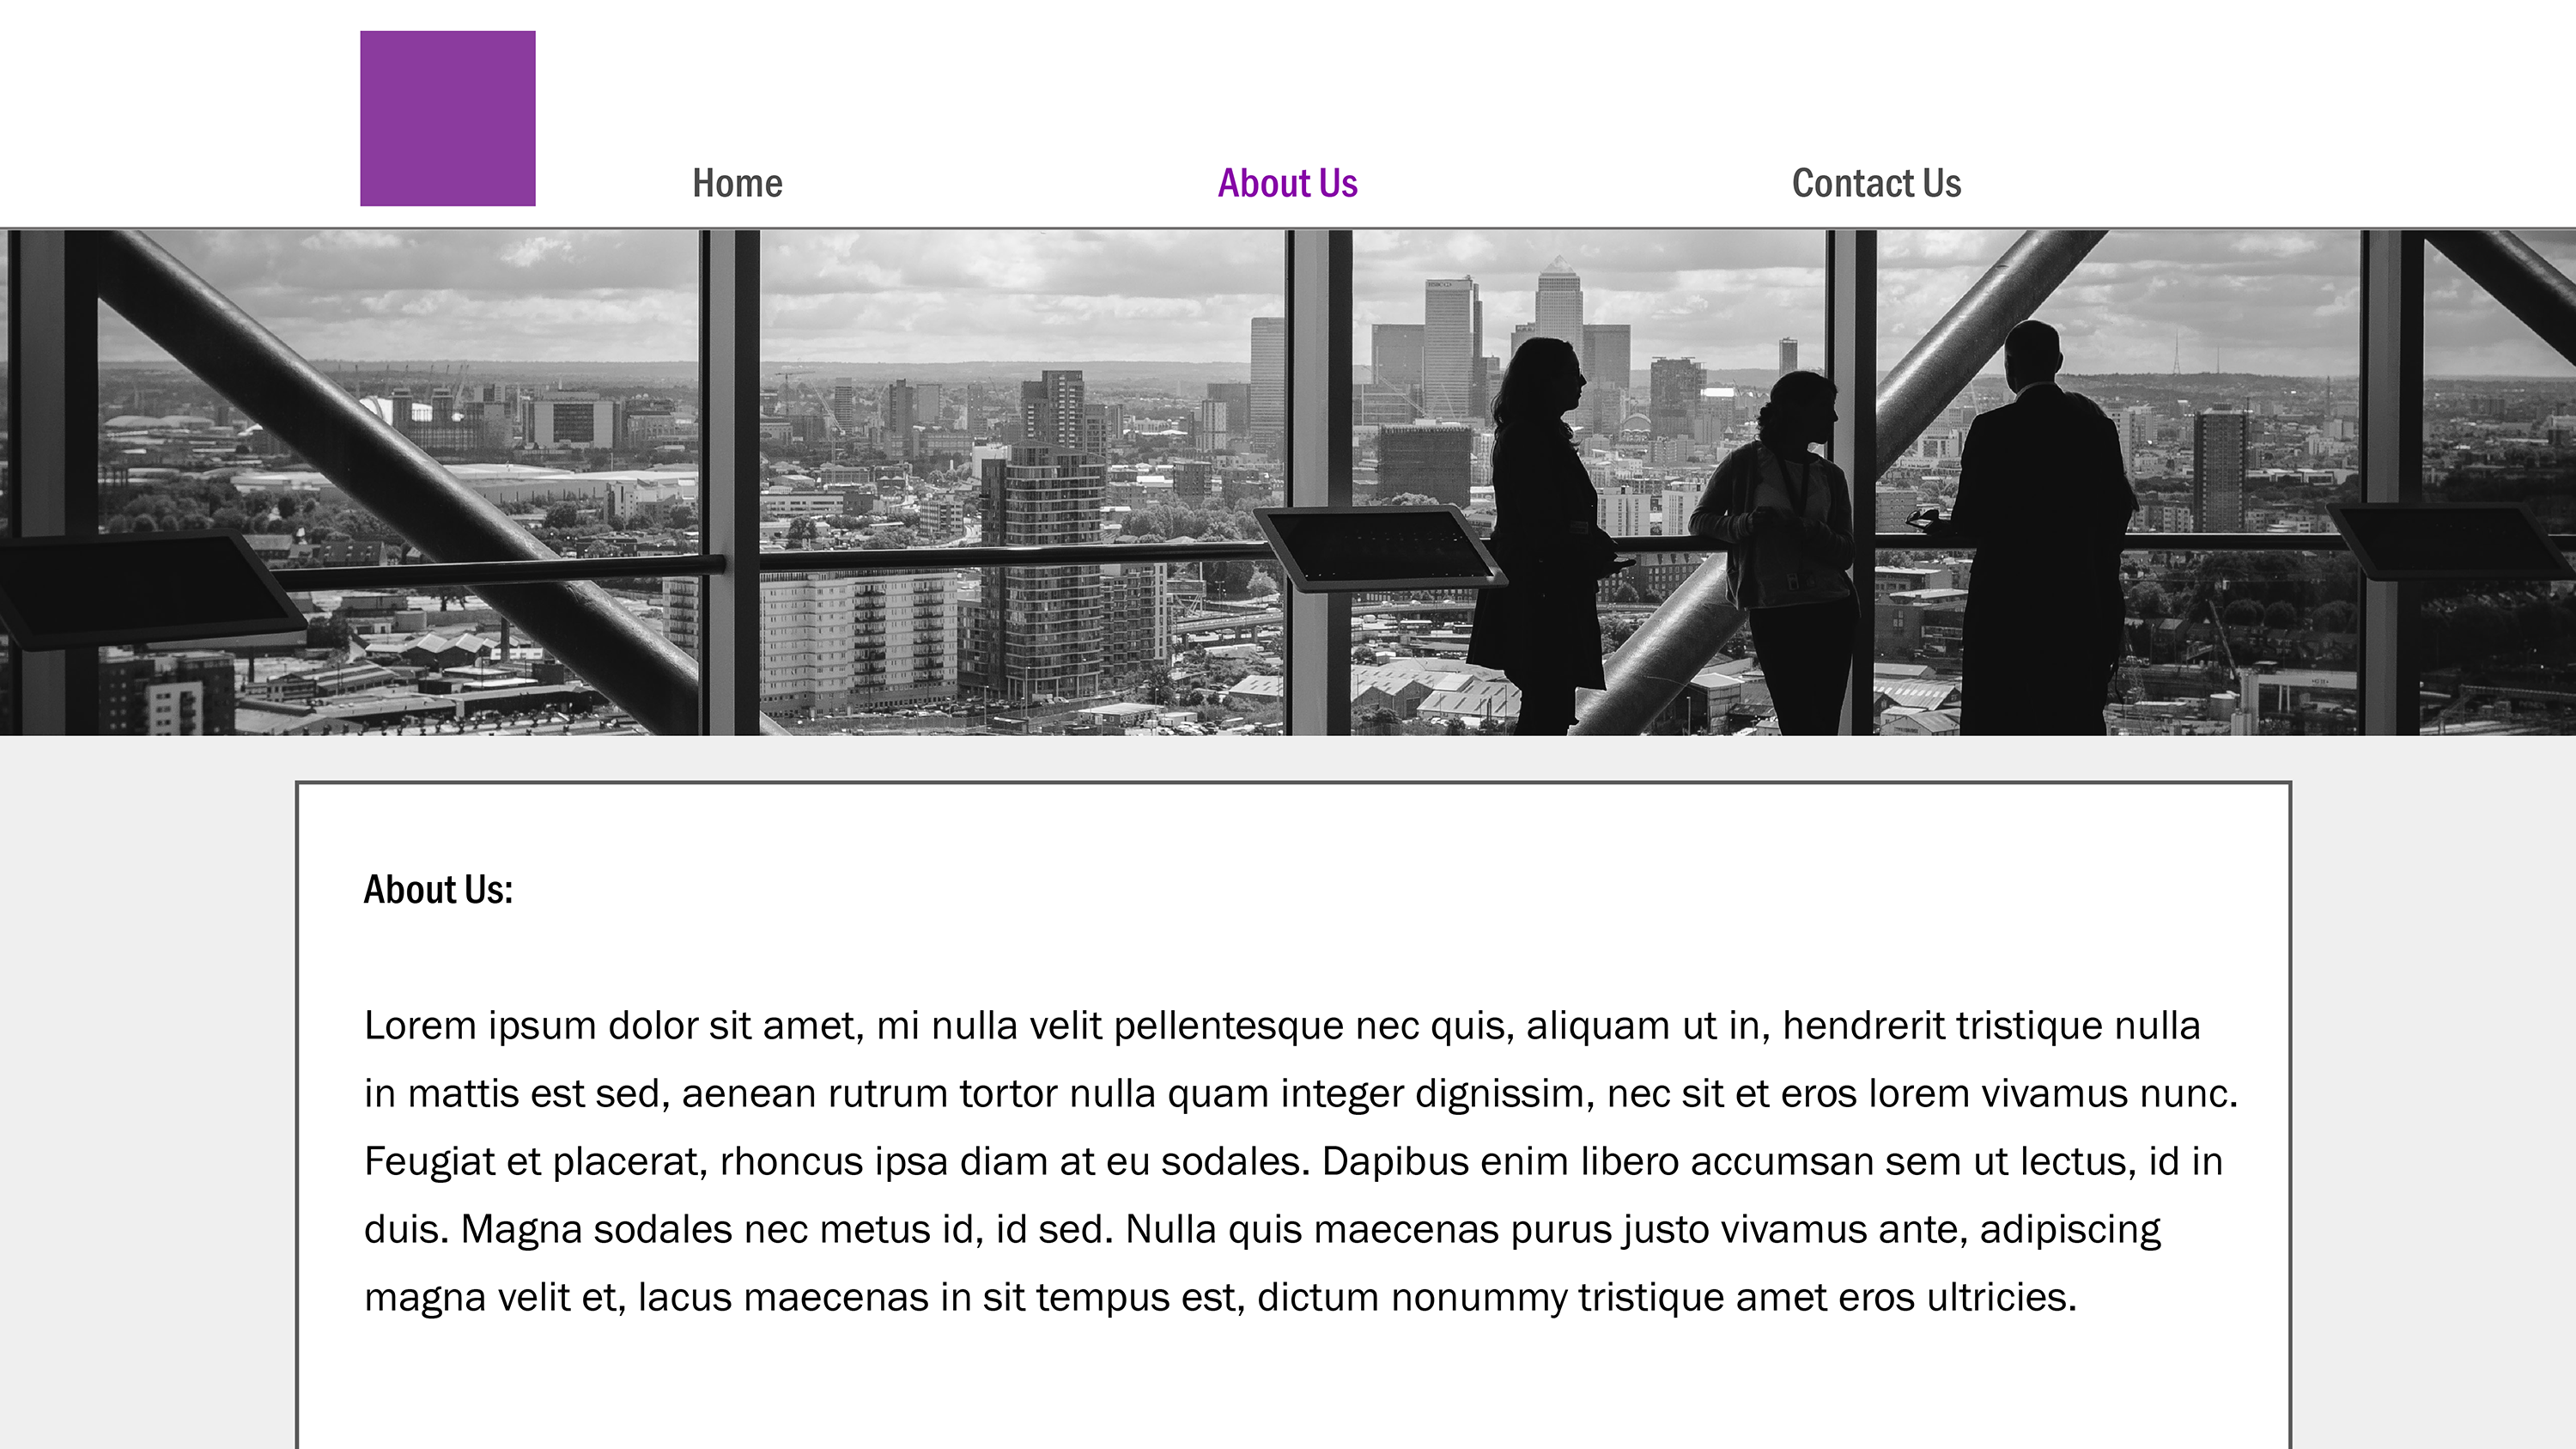 Home
About Us
Contact Us
HSBC
About Us:
Lorem ipsum dolor sit amet, mi nulla velit pellentesque nec quis, aliquam ut in, hendrerit tristique nulla
in mattis est sed, aenean rutrum tortor nulla quam integer dignissim, nec sit et eros lorem vivamus nunc.
Feugiat et placerat, rhoncus ipsa diam at eu sodales. Dapibus enim libero accumsan sem ut lectus, id in
duis. Magna sodales nec metus id, id sed. Nulla quis maecenas purus justo vivamus ante, adipiscing
magna velit et, lacus maecenas in sit tempus est, dictum nonummy tristique amet eros ultricies.